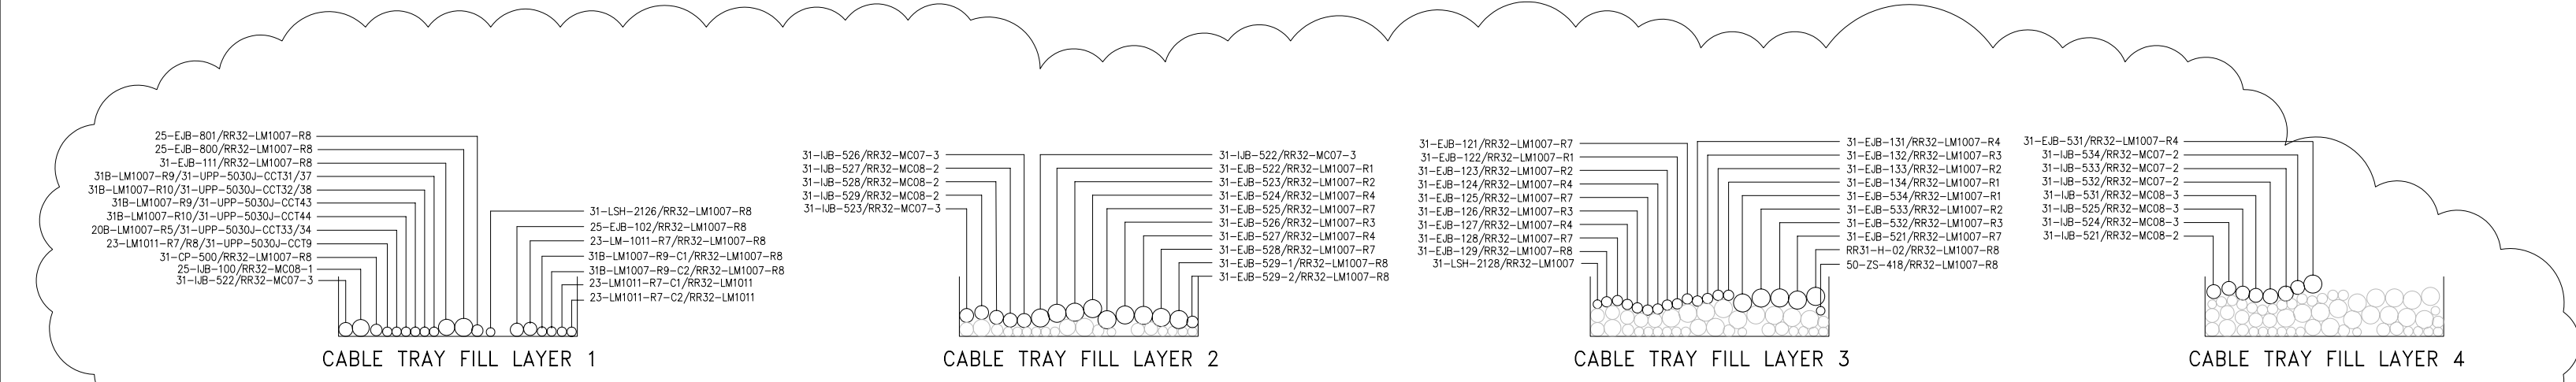 25-EJB-801/RR32-LM1007-R8
25-EJB-800/RR32-LM1007-R8
31-EJB-111/RR32-LM1007-R8
31B-LM1007-R9/31-UPP-5030J-CCT31/37
31B-LM1007-R10/31-UPP-5030J-CCT32/38
31B-LM1007-R9/31-UPP-5030J-CCT43
31B-LM1007-R10/31-UPP-5030J-CCT44
20B-LM1007-R5/31-UPP-5030J-CCT33/34
23-LM1011-R7/R8/31-UPP-5030J-CCT9
31-CP-500/RR32-LM1007-R8
25-IJB-100/RR32-MC08-1
31-IJB-522/RR32-MC07-3
31-LSH-2126/RR32-LM1007-R8
25-EJB-102/RR32-LM1007-R8
23-LM-1011-R7/RR32-LM1007-R8
31B-LM1007-R9-C1/RR32-LM1007-R8
31B-LM1007-R9-C2/RR32-LM1007-R8
23-LM1011-R7-C1/RR32-LM1011
23-LM1011-R7-C2/RR32-LM1011
CABLE TRAY FILL LAYER 1
31-IJB-526/RR32-MC07-3
31-IJB-527/RR32-MC08-2
31-IJB-528/RR32-MC08-2
31-IJB-529/RR32-MC08-2
31-IJB-523/RR32-MC07-3
31-IJB-522/RR32-MC07-3
31-EJB-522/RR32-LM1007-R1
31-EJB-523/RR32-LM1007-R2
31-EJB-524/RR32-LM1007-R4
31-EJB-525/RR32-LM1007-R7
31-EJB-526/RR32-LM1007-R3
31-EJB-527/RR32-LM1007-R4
31-EJB-528/RR32-LM1007-R7
31-EJB-529-1/RR32-LM1007-R8
31-EJB-529-2/RR32-LM1007-R8
CABLE TRAY FILL LAYER 2
31-EJB-121/RR32-LM1007-R7
31-EJB-122/RR32-LM1007-R1
31-EJB-123/RR32-LM1007-R2
31-EJB-124/RR32-LM1007-R4
31-EJB-125/RR32-LM1007-R7
31-EJB-126/RR32-LM1007-R3
31-EJB-127/RR32-LM1007-R4
31-EJB-128/RR32-LM1007-R7
31-EJB-129/RR32-LM1007-R8
31-LSH-2128/RR32-LM1007
31-EJB-131/RR32-LM1007-R4
31-EJB-132/RR32-LM1007-R3
31-EJB-133/RR32-LM1007-R2
31-EJB-134/RR32-LM1007-R1
31-EJB-534/RR32-LM1007-R1
31-EJB-533/RR32-LM1007-R2
31-EJB-532/RR32-LM1007-R3
31-EJB-521/RR32-LM1007-R7
RR31-H-02/RR32-LM1007-R8
50-ZS-418/RR32-LM1007-R8
CABLE TRAY FILL LAYER 3
31-EJB-531/RR32-LM1007-R4
31-IJB-534/RR32-MC07-2
31-IJB-533/RR32-MC07-2
31-IJB-532/RR32-MC07-2
31-IJB-531/RR32-MC08-3
31-IJB-525/RR32-MC08-3
31-IJB-524/RR32-MC08-3
31-IJB-521/RR32-MC08-2
CABLE TRAY FILL LAYER 4